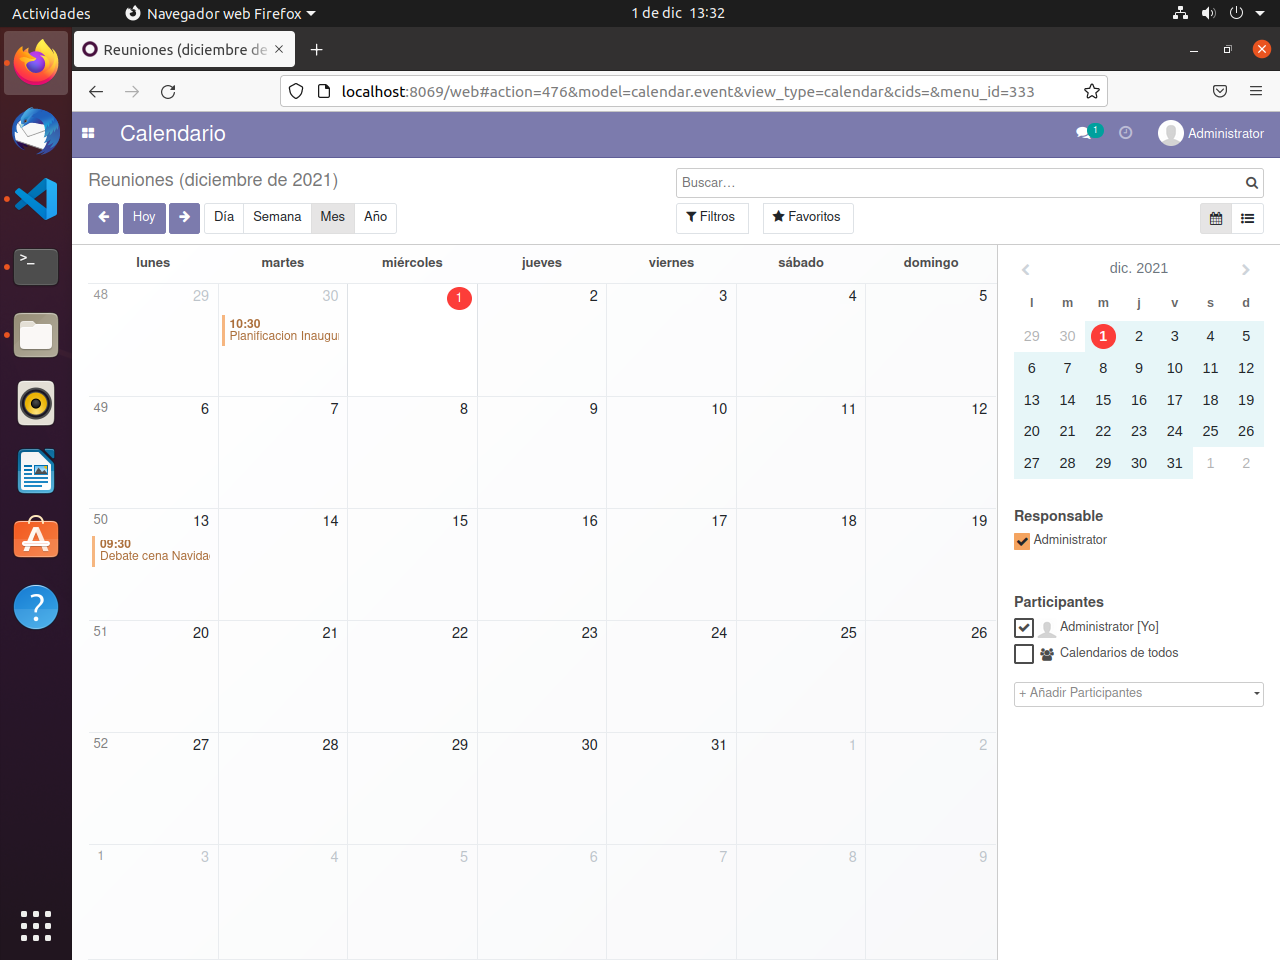 Actividades Navegador web Firefox 1 de dic 13:32
Reuniones (diciembre de
localhost:8069/web#action=476&model=calendar.event&view_type=calendar&cids=&menu_id=333
Calendario 1 Administrator
Reuniones (diciembre de 2021) Buscar...
Hoy Día Semana Mes Año Filtros Favoritos
lunes martes miércoles jueves viernes sábado domingo
48 29 30 1 2 3 4 5
10:30
Planificacion Inaugu
49 6 7 8 9 10 11 12
50 13 14 15 16 17 18 19
09:30
Debate cena Navida
51 20 21 22 23 24 25 26
52 27 28 29 30 31 1 2
1 3 4 5 6 7 8 9
dic. 2021
l m m j v s d
29 30 1 2 3 4 5
6 7 8 9 10 11 12
13 14 15 16 17 18 19
20 21 22 23 24 25 26
27 28 29 30 31 1 2
Responsable
Administrator
Participantes
Administrator [Yo]
Calendarios de todos
+ Añadir Participantes